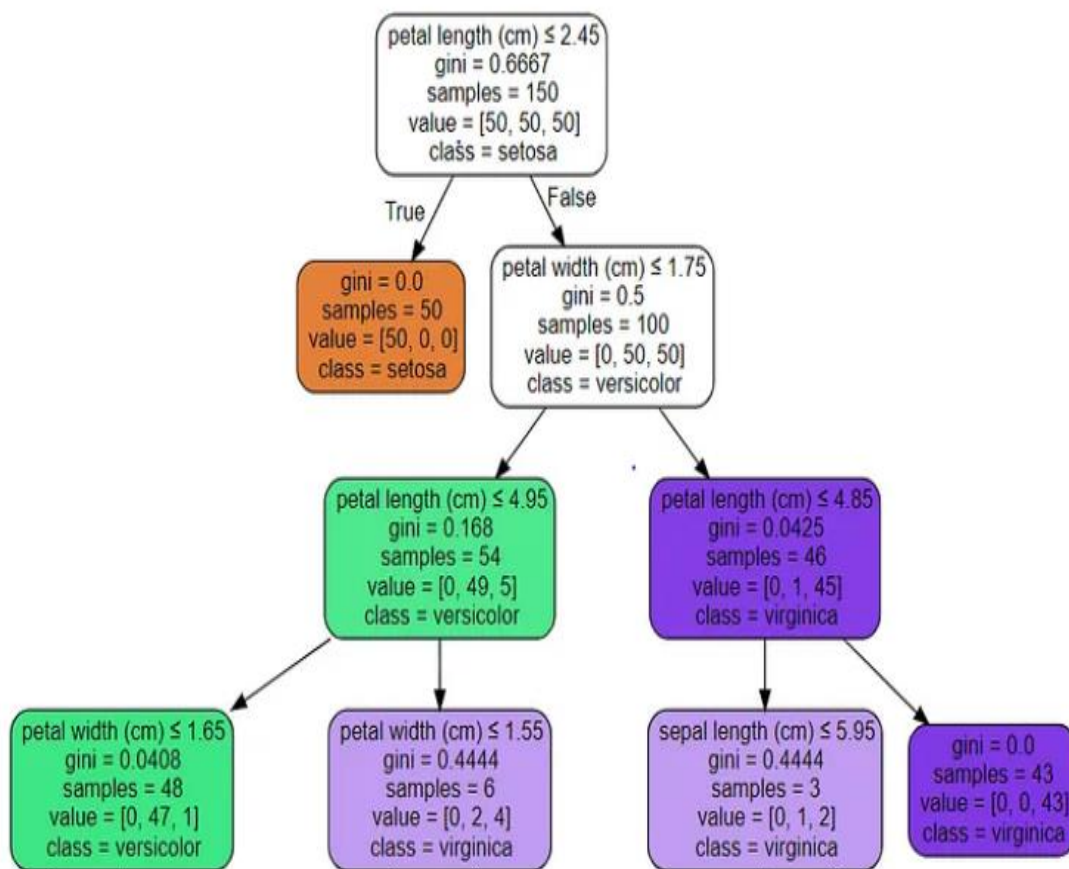 petal length (cm) ≤ 2.45
gini = 0.6667
samples = 150
value = [50, 50, 50]
class = setosa
True
False
gini = 0.0
samples = 50
value = [50, 0, 0]
class = setosa
petal width (cm) ≤ 1.75
gini = 0.5
samples = 100
value = [0, 50, 50]
class = versicolor
petal length (cm) ≤ 4.95
gini = 0.168
samples = 54
value = [0, 49, 5]
class = versicolor
petal length (cm) ≤ 4.85
gini = 0.0425
samples = 46
value = [0, 1, 45]
class = virginica
petal width (cm) ≤ 1.65
gini = 0.0408
samples = 48
value = [0, 47, 1]
class = versicolor
petal width (cm) ≤ 1.55
gini = 0.4444
samples = 6
value = [0, 2, 4]
class = virginica
sepal length (cm) ≤ 5.95
gini = 0.4444
samples = 3
value = [0, 1, 2]
class = virginica
gini = 0.0
samples = 43
value = [0, 0, 43]
class = virginica